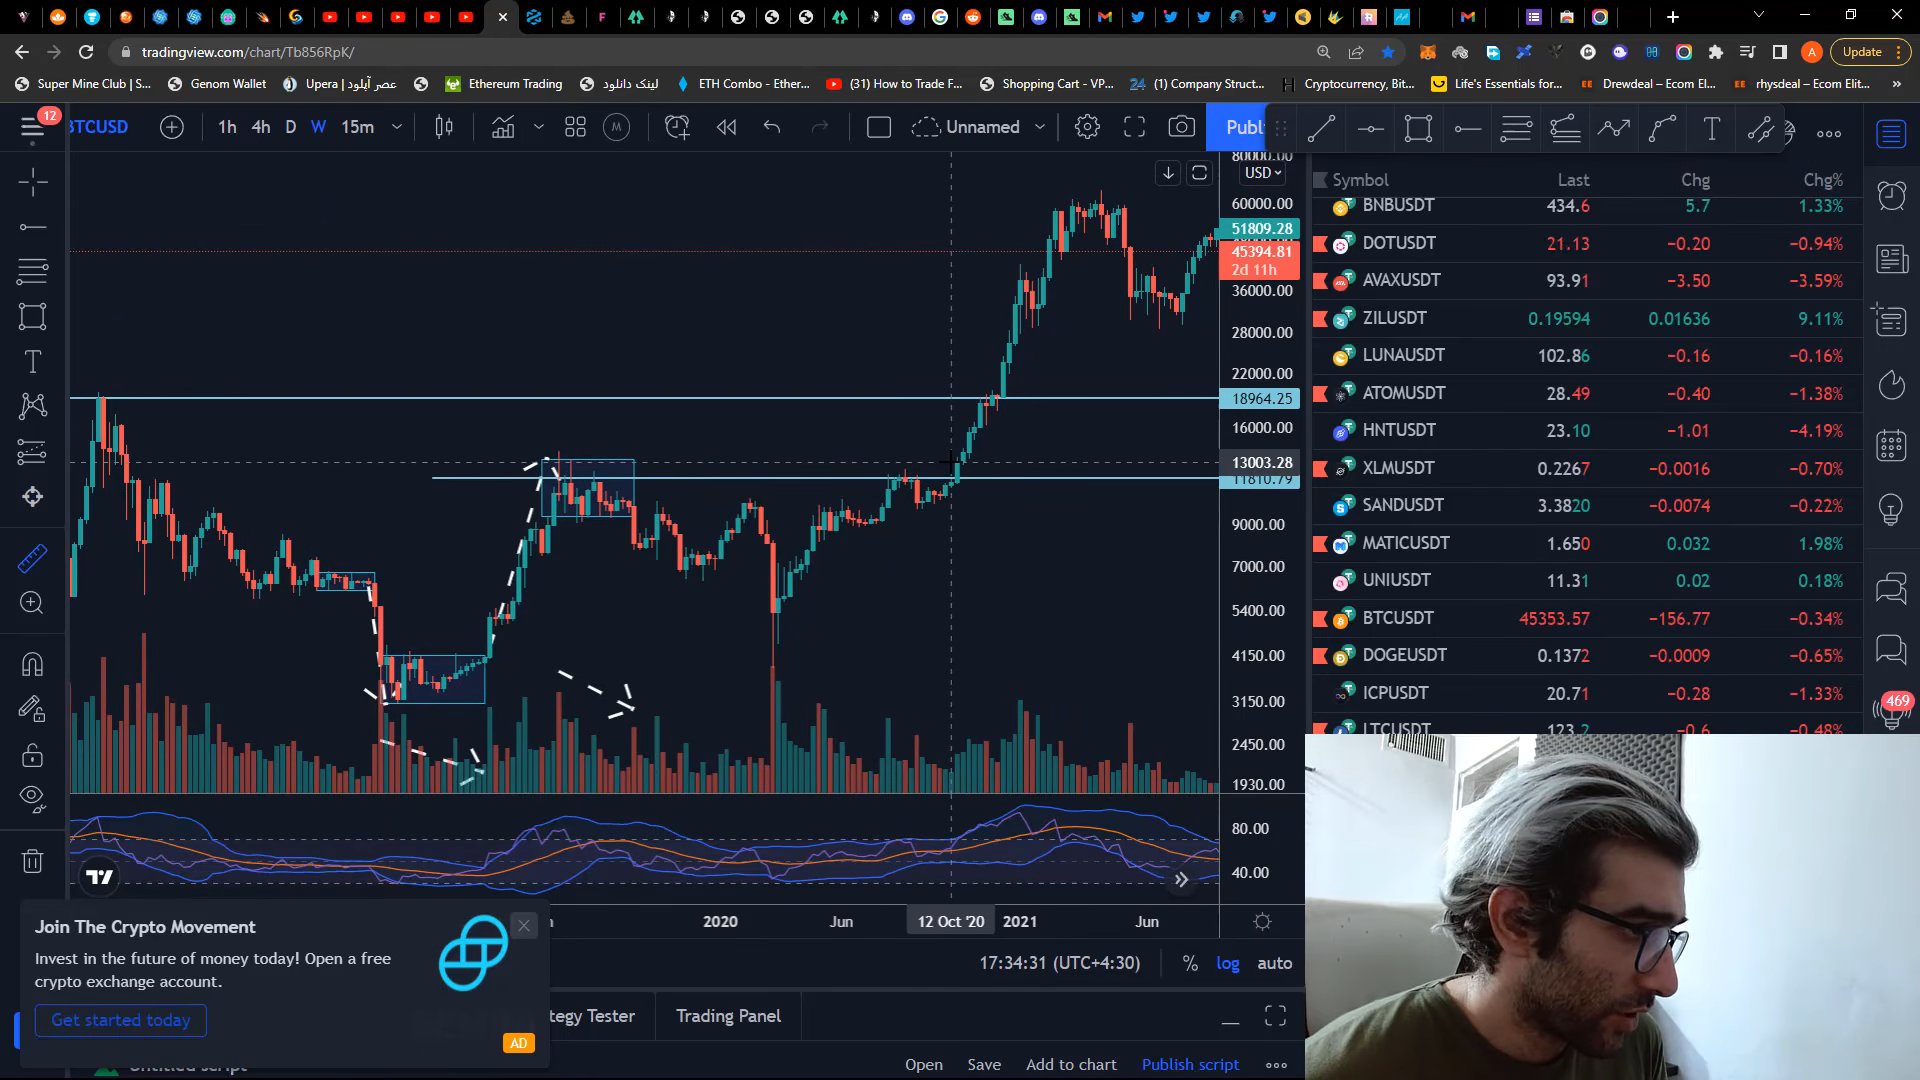 tradingview.com/chart/Tb856RpK/
Update
Super Mine Club | S...
Genom Wallet
Upera | عصر آپلود
Ethereum Trading
لینک دانلود
ETH Combo - Ether...
(31) How to Trade F...
Shopping Cart - VP...
(1) Company Struct...
Cryptocurrency, Bit...
Life's Essentials for...
Drewdeal – Ecom El...
rhysdeal – Ecom Elit...
12
BTCUSD
1h
4h
D
W
15m
Unnamed
Publ
USD
Symbol
Last
Chg
Chg%
BNBUSDT 434.6 5.7 1.33%
DOTUSDT 21.13 −0.20 −0.94%
AVAXUSDT 93.91 −3.50 −3.59%
ZILUSDT 0.19594 0.01636 9.11%
LUNAUSDT 102.86 −0.16 −0.16%
ATOMUSDT 28.49 −0.40 −1.38%
HNTUSDT 23.10 −1.01 −4.19%
XLMUSDT 0.2267 −0.0016 −0.70%
SANDUSDT 3.3820 −0.0074 −0.22%
MATICUSDT 1.650 0.032 1.98%
UNIUSDT 11.31 0.02 0.18%
BTCUSDT 45353.57 −156.77 −0.34%
DOGEUSDT 0.1372 −0.0009 −0.65%
ICPUSDT 20.71 −0.28 −1.33%
LTCUSDT 123.2 −0.6 −0.48%
469
80000.00
60000.00
51809.28
45394.81
2d 11h
36000.00
28000.00
22000.00
18964.25
16000.00
13003.28
11810.79
9000.00
7000.00
5400.00
4150.00
3150.00
2450.00
1930.00
80.00
40.00
2020
Jun
12 Oct '20
2021
Jun
17:34:31 (UTC+4:30)
%
log
auto
Join The Crypto Movement
Invest in the future of money today! Open a free
crypto exchange account.
Get started today
AD
tegy Tester
Trading Panel
Untitled script
Open
Save
Add to chart
Publish script